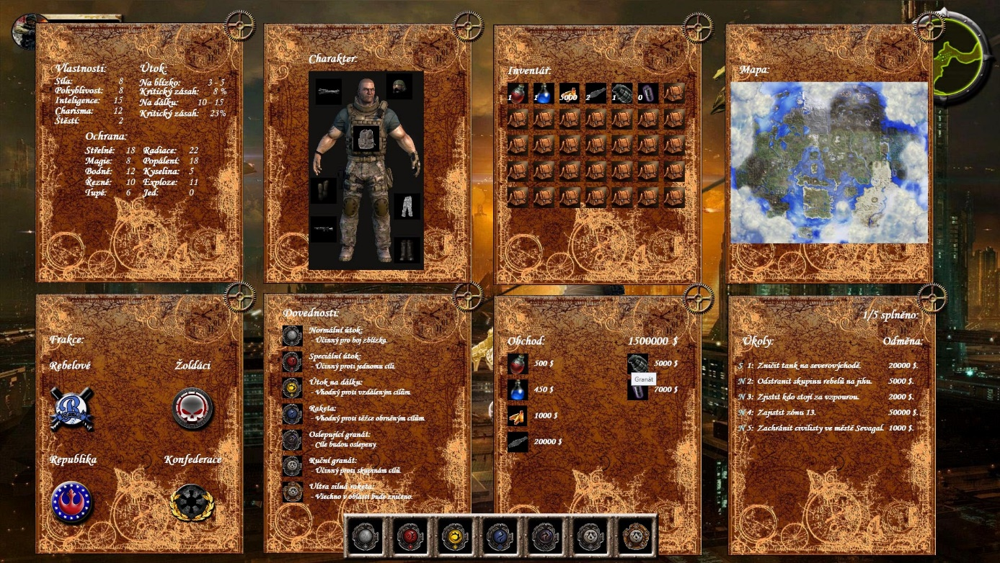 Vlastnosti: Útok:
Síla: 8 Na blízko: 3 - 5
Pohyblivost: 8 Kritický zásah: 8 %
Inteligence: 15 Na dálku: 10 - 15
Charisma: 12 Kritický zásah: 23%
Štěstí: 2
Ochrana:
Střelné: 18 Radiace: 22
Magie: 8 Popálení: 18
Bodné: 12 Kyselina: 5
Řezné: 10 Exploze: 11
Tupé: 6 Jed: 0
Charakter:
Inventář:
1 1 5000 2 1 0
Mapa:
Frakce:
Rebelové Žoldáci
Republika Konfederace
Dovednosti:
Normální útok:
- Účinný pro boj zblízka.
Speciální útok:
- Účinný proti jednomu cíli.
Útok na dálku:
- Vhodný proti vzdáleným cílům.
Raketa:
- Vhodný proti těžce obrněným cílům.
Oslepující granát:
- Cíle budou oslepeny.
Ruční granát:
- Účinný proti skupinám cílů.
Ultra silná raketa:
- Všechno v oblasti bude zničeno.
Obchod: 1500000 $
500 $ 5000 $
Granát
450 $ 7000 $
1000 $
20000 $
1/5 splněno:
Úkoly: Odměna:
S 1: Zničit tank na severovýchodě. 20000 $.
N 2: Odstranit skupinu rebelů na jihu. 5000 $.
N 3: Zjistit kdo stojí za vzpourou. 2000 $.
N 4: Zajistit zónu 13. 50000 $.
N 5: Zachránit civilisty ve městě Sevagal. 1000 $.